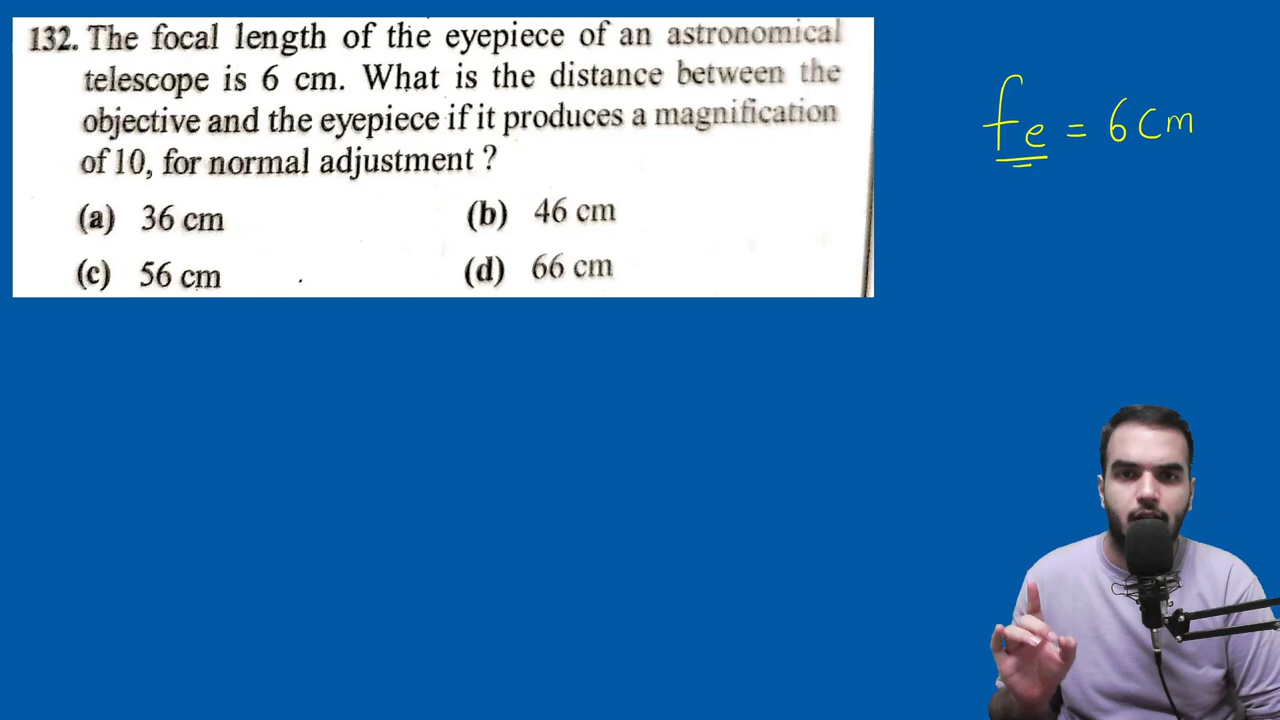 132. The focal length of the eyepiece of an astronomical
telescope is 6 cm. What is the distance between the
objective and the eyepiece if it produces a magnification
of 10, for normal adjustment ?
(a) 36 cm (b) 46 cm
(c) 56 cm (d) 66 cm
fe = 6 cm